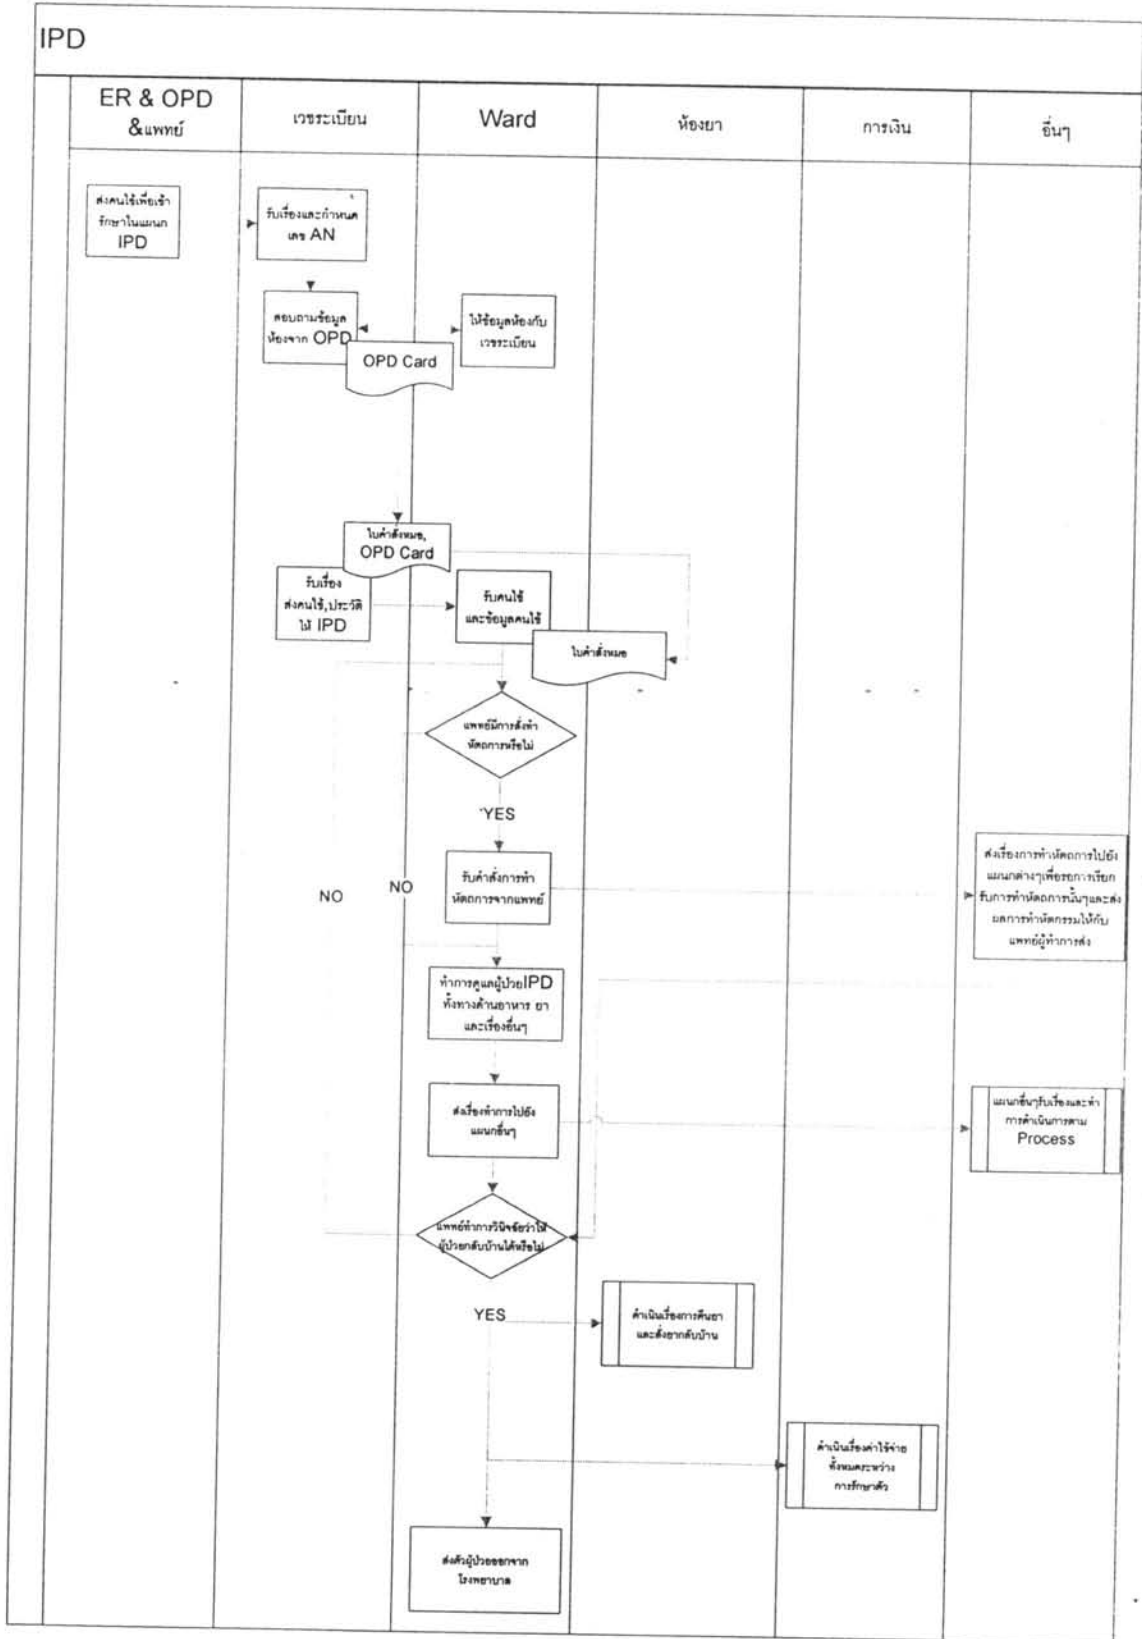 IPD
ER & OPD
&แพทย์
เวชระเบียน
Ward
ห้องยา
การเงิน
อื่นๆ
ส่งคนไข้เพื่อเข้า
รักษาในแผนก
IPD
รับเรื่องและกำหนด
เลข AN
สอบถามข้อมูล
ห้องจาก OPD
ให้ข้อมูลห้องกับ
เวชระเบียน
OPD Card
ใบคำสั่งหมอ,
OPD Card
รับเรื่อง
ส่งคนไข้,ประวัติ
ให้ IPD
รับคนไข้
และข้อมูลคนไข้
ใบคำสั่งหมอ
แพทย์มีการสั่งทำ
หัตถการหรือไม่
YES
NO
NO
รับคำสั่งการทำ
หัตถการจากแพทย์
ส่งเรื่องการทำหัตถการไปยัง
แผนกต่างๆเพื่อรอการเรียก
รับการทำหัตถการนั้นๆและส่ง
ผลการทำหัตกรรมให้กับ
แพทย์ผู้ทำการส่ง
ทำการดูแลผู้ป่วยIPD
ทั้งทางด้านอาหาร ยา
และเรื่องอื่นๆ
ส่งเรื่องทำการไปยัง
แผนกอื่นๆ
แผนกอื่นๆรับเรื่องและทำ
การดำเนินการตาม
Process
แพทย์ทำการวินิจฉัยว่าให้
ผู้ป่วยกลับบ้านได้หรือไม่
YES
ดำเนินเรื่องการคืนยา
และสั่งยากลับบ้าน
ดำเนินเรื่องค่าใช้จ่าย
ทั้งหมดระหว่าง
การรักษาตัว
ส่งตัวผู้ป่วยออกจาก
โรงพยาบาล